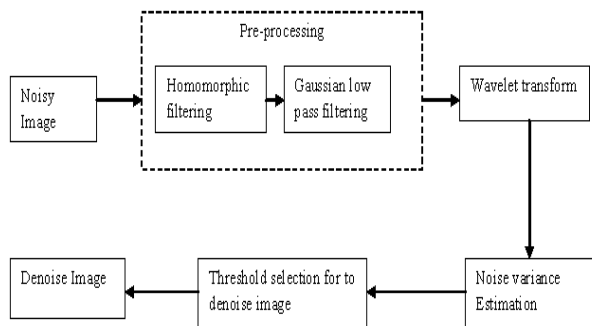 Pre-processing
Noisy
Image
Homomorphic
filtering
Gaussian low
pass filtering
Wavelet transform
Denoise Image
Threshold selection for to
denoise image
Noise variance
Estimation